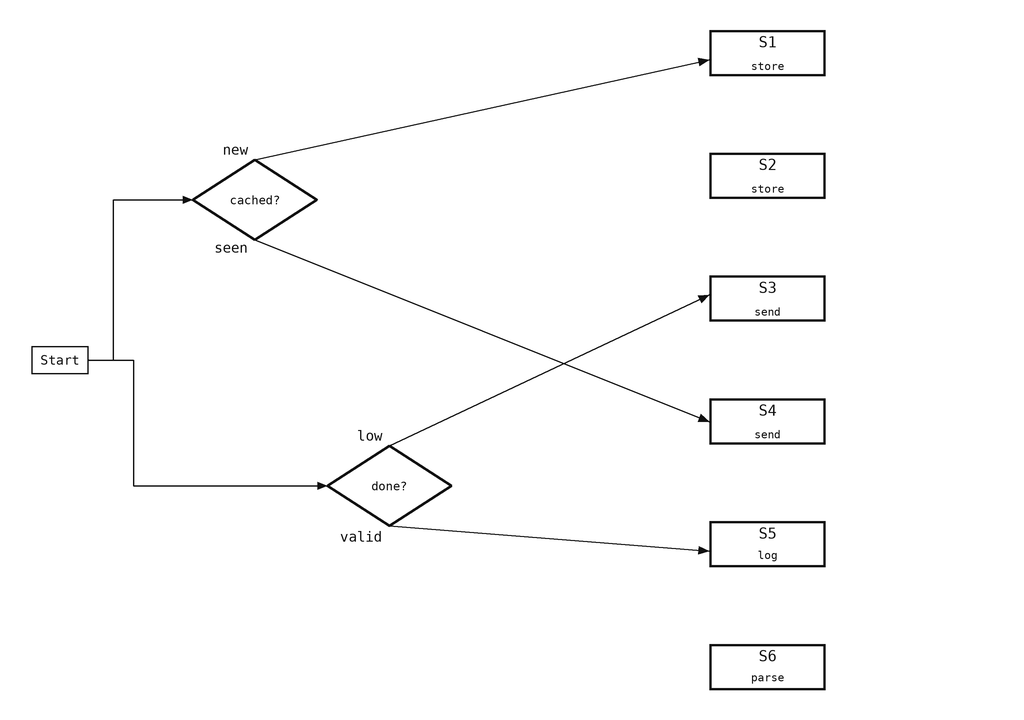 S1
store
new
S2
store
cached?
seen
S3
send
Start
S4
send
low
done?
valid
S5
log
S6
parse